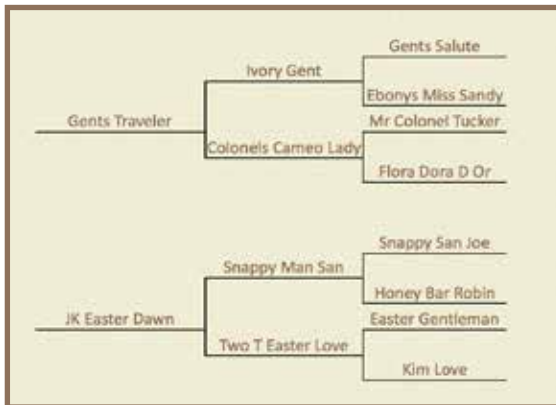 Gents Salute
Ivory Gent
Ebonys Miss Sandy
Gents Traveler
Mr Colonel Tucker
Colonels Cameo Lady
Flora Dora D Or
Snappy San Joe
Snappy Man San
Honey Bar Robin
JK Easter Dawn
Easter Gentleman
Two T Easter Love
Kim Love